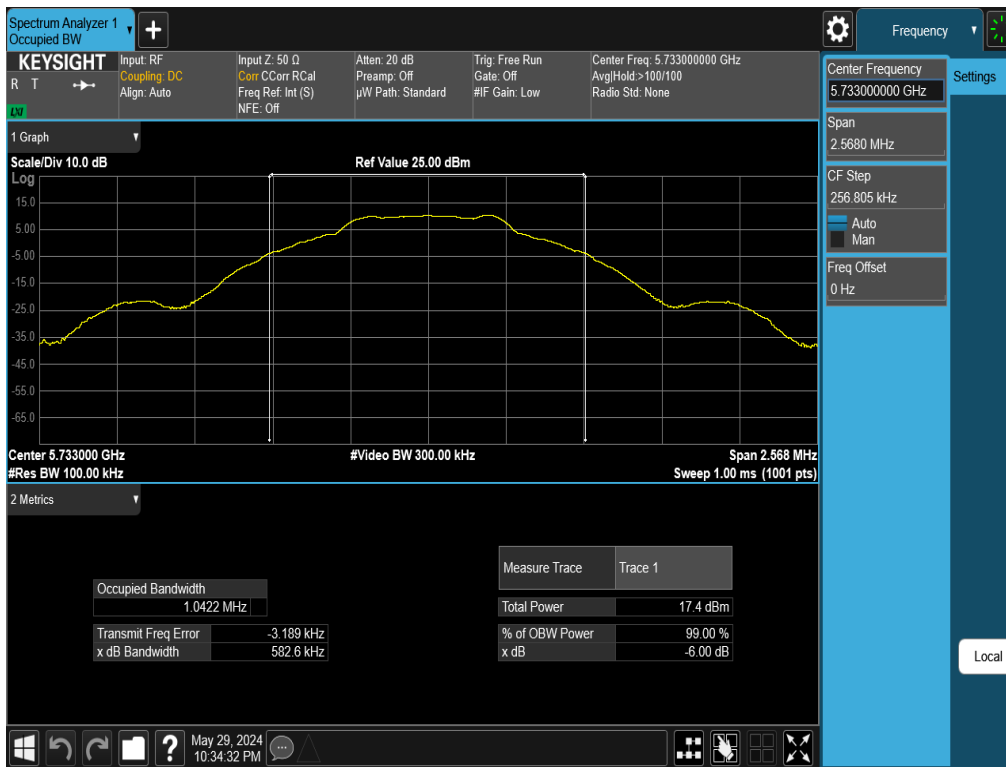 Spectrum Analyzer 1
Occupied BW
Frequency
KEYSIGHT
R T
LXI
Input: RF
Coupling: DC
Align: Auto
Input Z: 50 Ω
Corr CCorr RCal
Freq Ref: Int (S)
NFE: Off
Atten: 20 dB
Preamp: Off
µW Path: Standard
Trig: Free Run
Gate: Off
#IF Gain: Low
Center Freq: 5.733000000 GHz
Avg|Hold:>100/100
Radio Std: None
Center Frequency
5.733000000 GHz
Settings
Span
2.5680 MHz
CF Step
256.805 kHz
Auto
Man
Freq Offset
0 Hz
Local
1 Graph
Scale/Div 10.0 dB
Ref Value 25.00 dBm
Log
15.0
5.00
-5.00
-15.0
-25.0
-35.0
-45.0
-55.0
-65.0
Center 5.733000 GHz
#Video BW 300.00 kHz
Span 2.568 MHz
#Res BW 100.00 kHz
Sweep 1.00 ms (1001 pts)
2 Metrics
Measure Trace Trace 1
Occupied Bandwidth
1.0422 MHz
Total Power 17.4 dBm
Transmit Freq Error -3.189 kHz
% of OBW Power 99.00 %
x dB Bandwidth 582.6 kHz
x dB -6.00 dB
?
May 29, 2024
10:34:32 PM